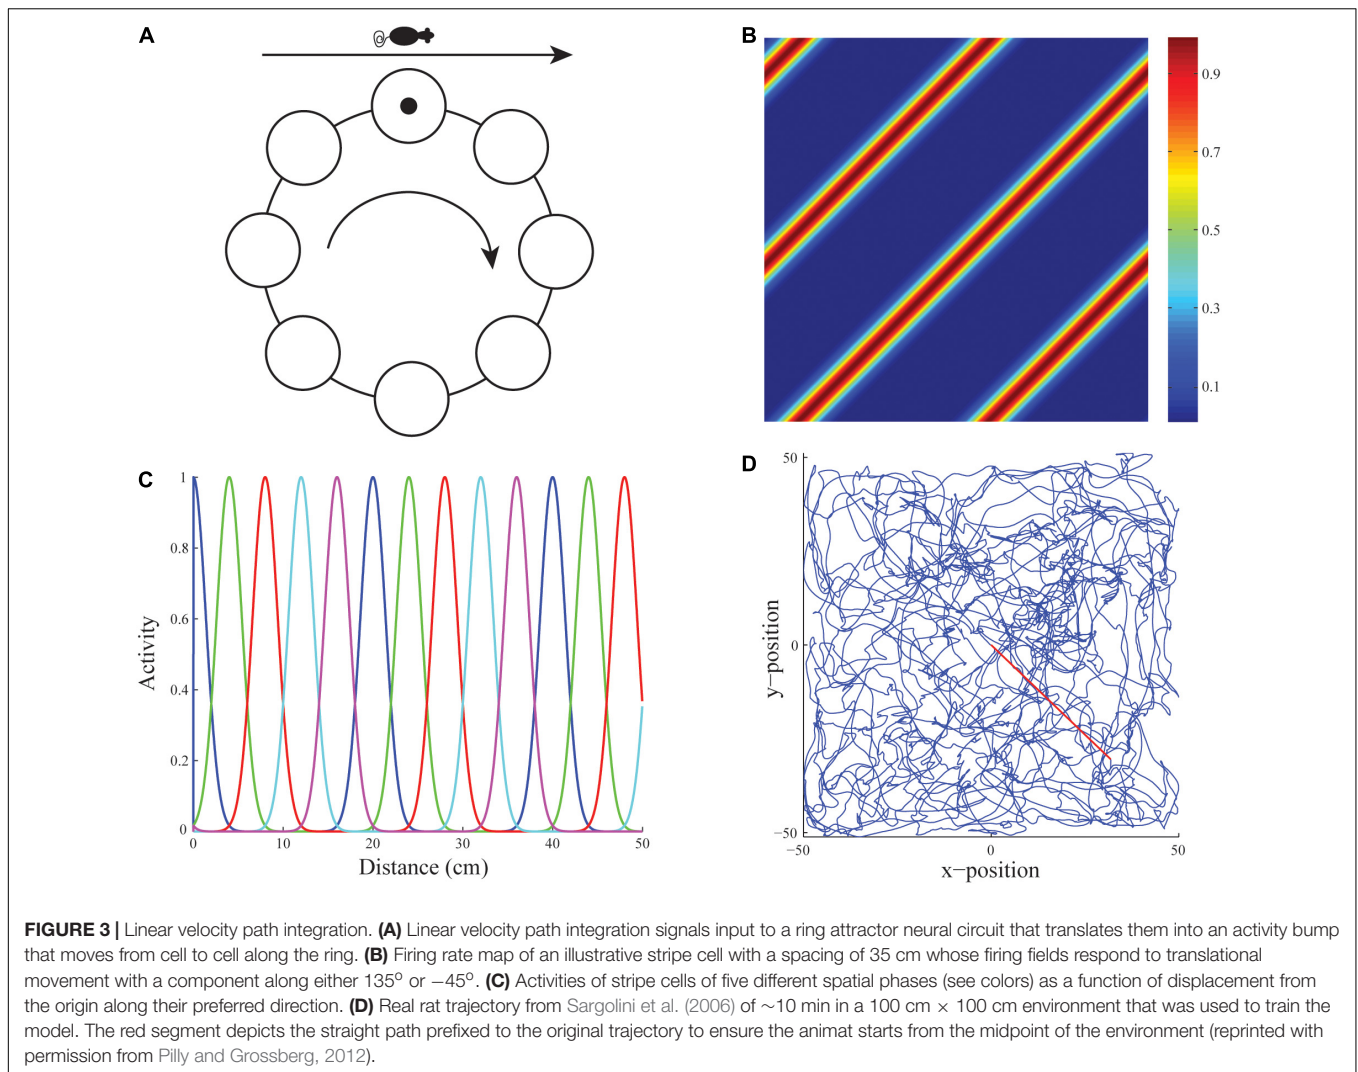 A
B
0.9
0.7
0.5
0.3
0.1
C
1
0.8
0.6
0.4
0.2
0
Activity
0 10 20 30 40 50
Distance (cm)
D
50
0
−50
y−position
−50 0 50
x−position
FIGURE 3 | Linear velocity path integration. (A) Linear velocity path integration signals input to a ring attractor neural circuit that translates them into an activity bump
that moves from cell to cell along the ring. (B) Firing rate map of an illustrative stripe cell with a spacing of 35 cm whose firing fields respond to translational
movement with a component along either 135° or −45°. (C) Activities of stripe cells of five different spatial phases (see colors) as a function of displacement from
the origin along their preferred direction. (D) Real rat trajectory from Sargolini et al. (2006) of ~10 min in a 100 cm × 100 cm environment that was used to train the
model. The red segment depicts the straight path prefixed to the original trajectory to ensure the animat starts from the midpoint of the environment (reprinted with
permission from Pilly and Grossberg, 2012).